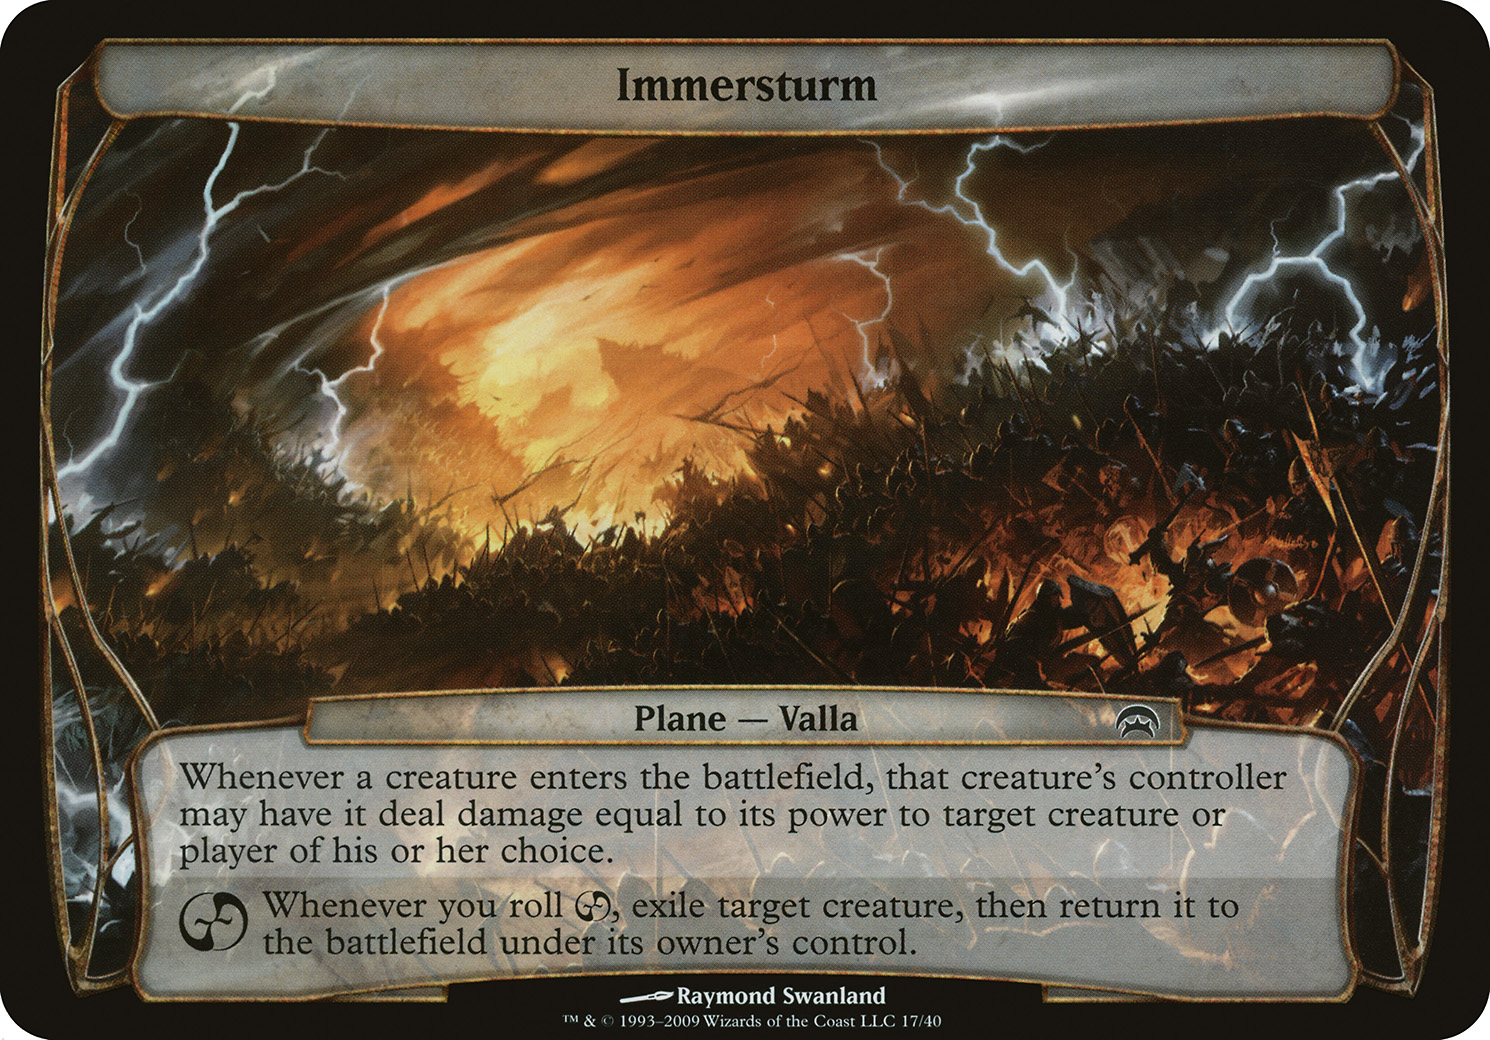 Immersturm
Plane — Valla
Whenever a creature enters the battlefield, that creature's controller
may have it deal damage equal to its power to target creature or
player of his or her choice.
Whenever you roll , exile target creature, then return it to
the battlefield under its owner's control.
Raymond Swanland
™ & © 1993–2009 Wizards of the Coast LLC 17/40